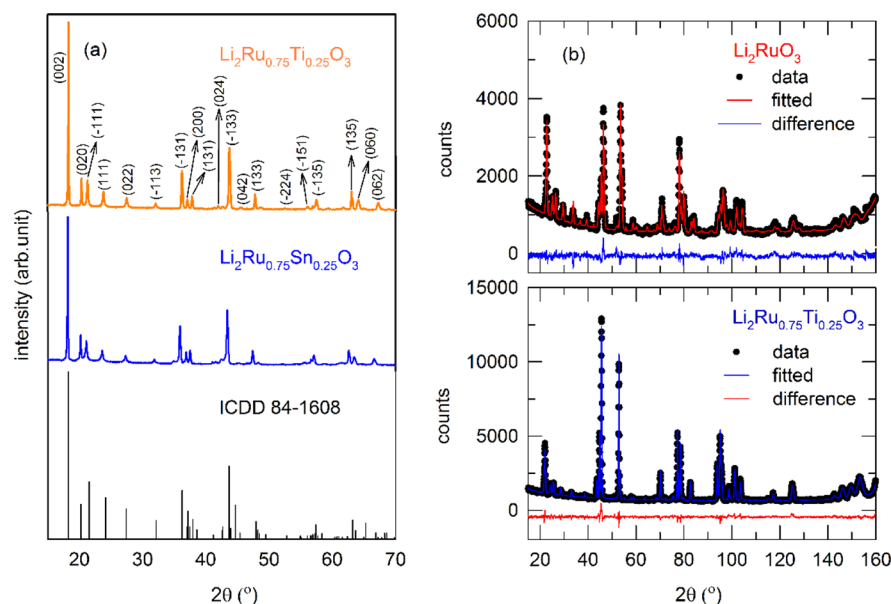 (a)
Li2Ru0.75Ti0.25O3
(002)
(020)
(-111)
(111)
(022)
(-113)
(-131)
(200)
(131)
(024)
(-133)
(042)
(133)
(-224)
(-151)
(-135)
(135)
(060)
(062)
Li2Ru0.75Sn0.25O3
ICDD 84-1608
intensity (arb.unit)
20 30 40 50 60 70
2θ (°)
(b)
Li2RuO3
data
fitted
difference
6000
4000
2000
0
counts
Li2Ru0.75Ti0.25O3
data
fitted
difference
15000
10000
5000
0
counts
20 40 60 80 100 120 140 160
2θ (°)